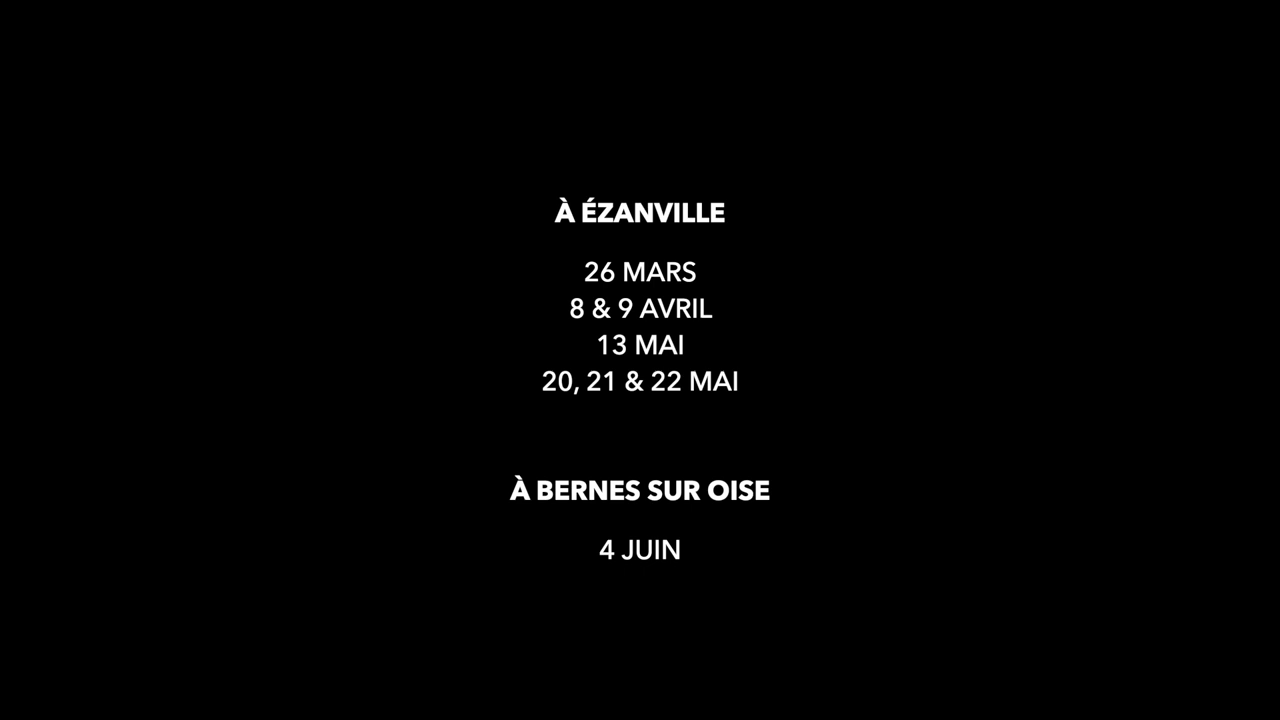 À ÉZANVILLE
26 MARS
8 & 9 AVRIL
13 MAI
20, 21 & 22 MAI
À BERNES SUR OISE
4 JUIN